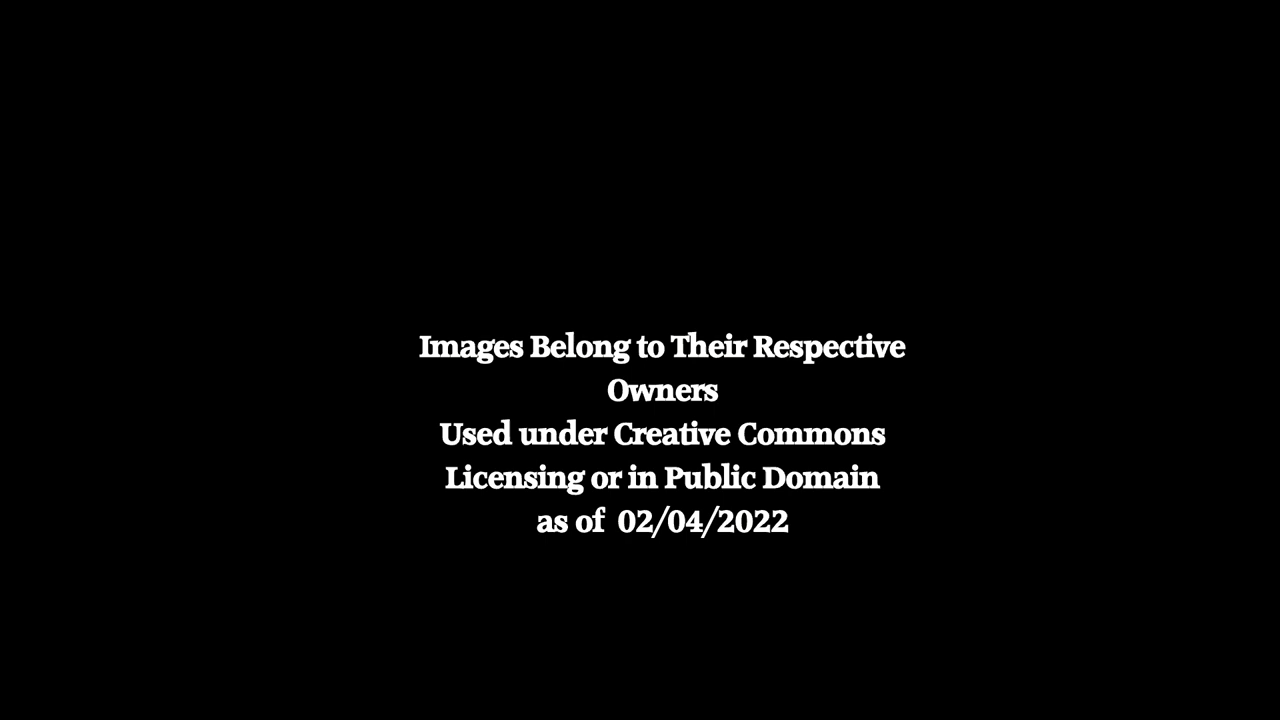 Images Belong to Their Respective
Owners
Used under Creative Commons
Licensing or in Public Domain
as of  02/04/2022